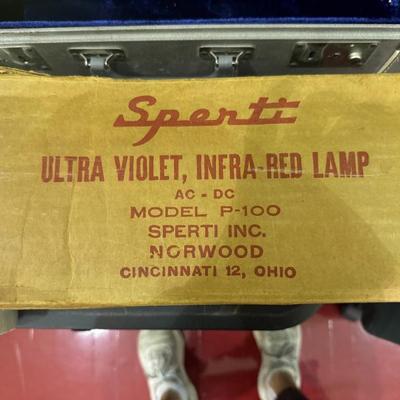 Sperti
ULTRA VIOLET, INFRA-RED LAMP
AC - DC
MODEL P-100
SPERTI INC.
NORWOOD
CINCINNATI 12, OHIO